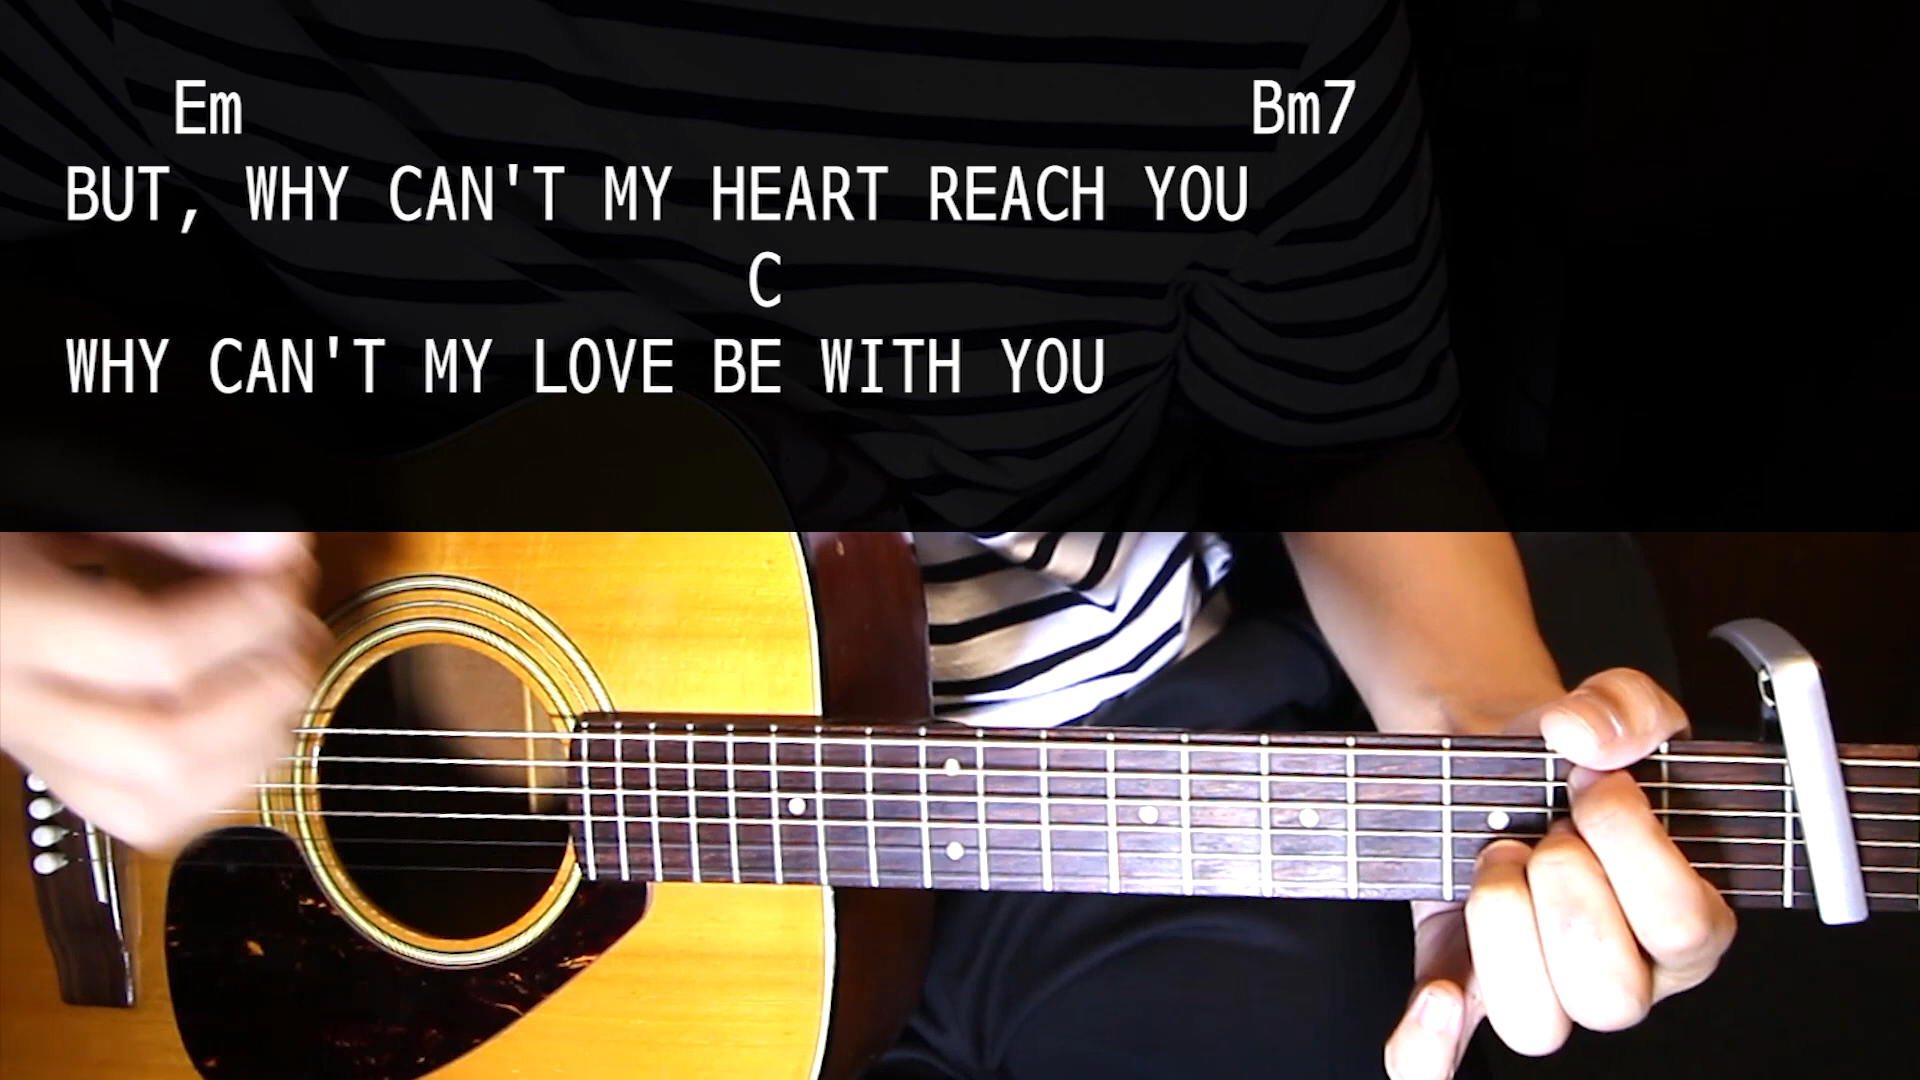 Em Bm7
BUT, WHY CAN'T MY HEART REACH YOU
C
WHY CAN'T MY LOVE BE WITH YOU